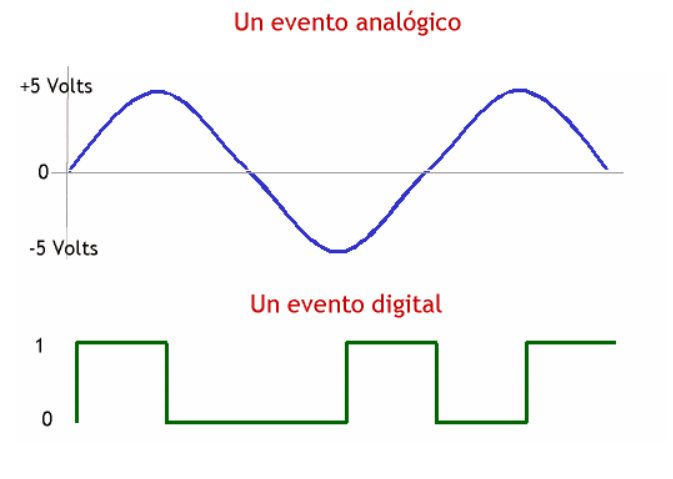 Un evento analógico
+5 Volts
0
-5 Volts
Un evento digital
1
0